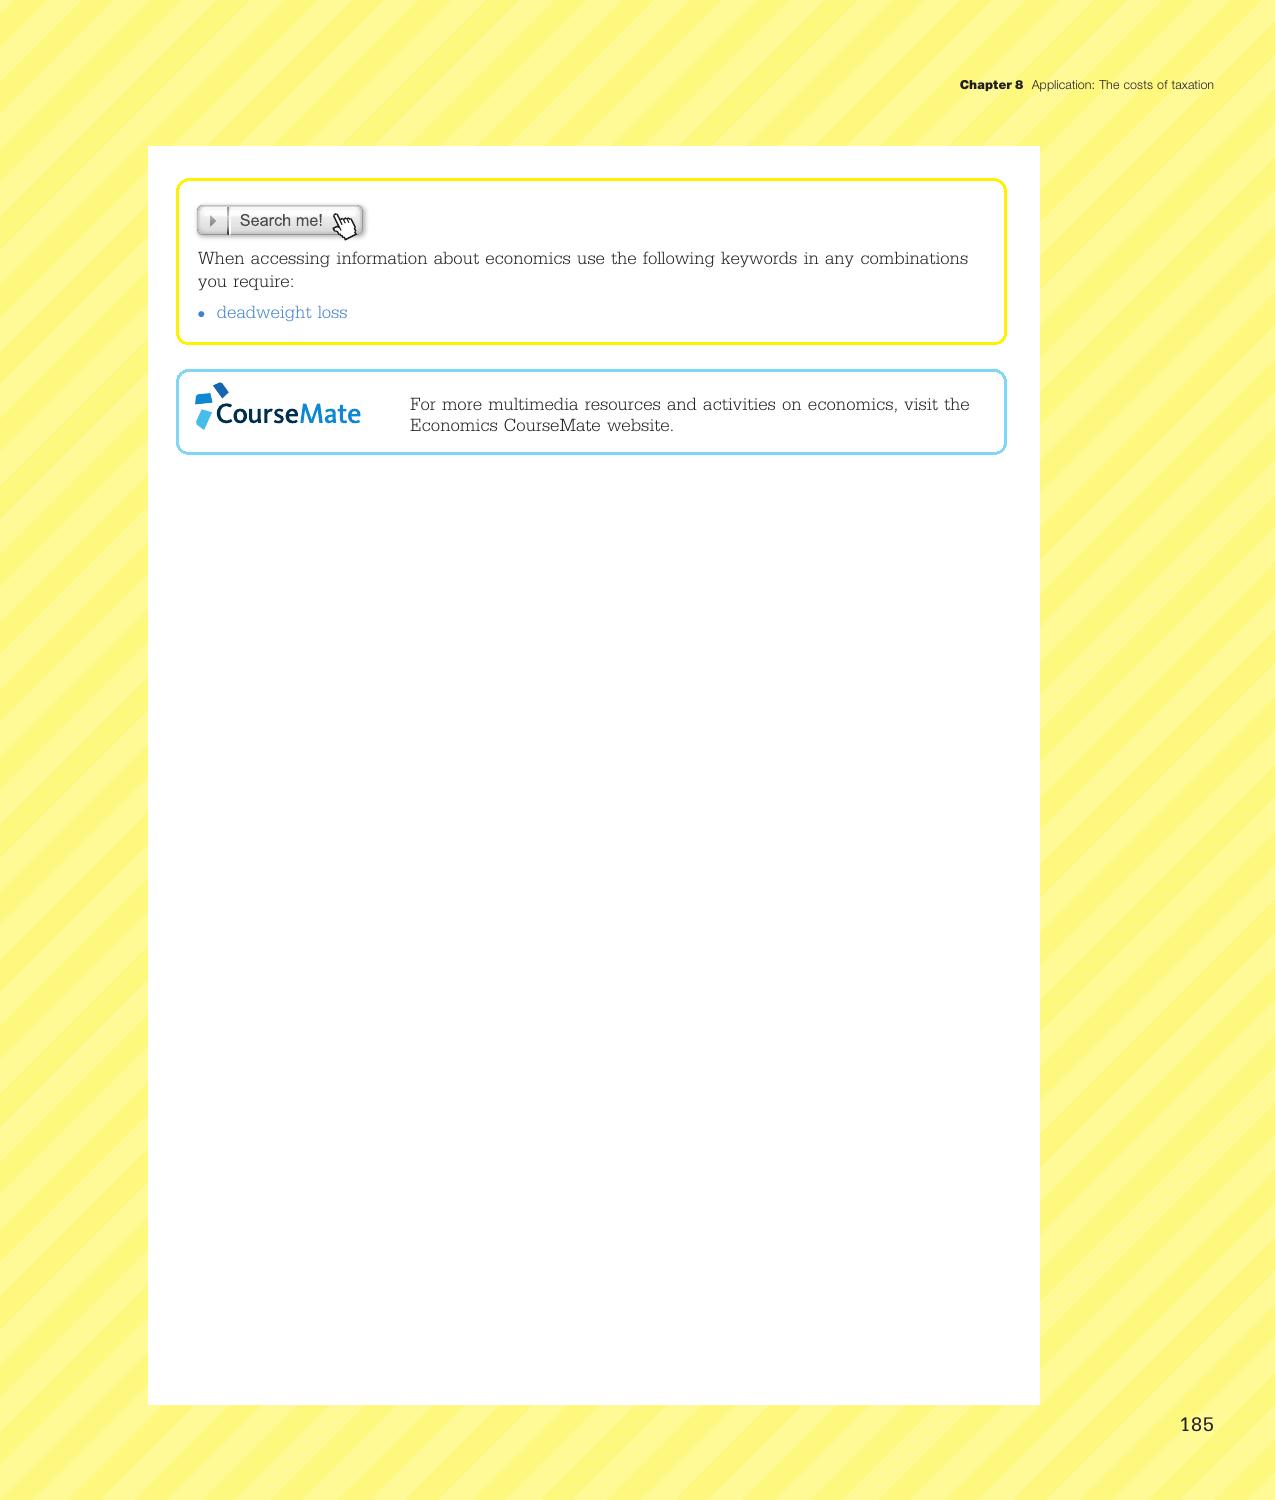 Chapter 8 Application: The costs of taxation
Search me!
When accessing information about economics use the following keywords in any combinations
you require:
• deadweight loss
CourseMate
For more multimedia resources and activities on economics, visit the
Economics CourseMate website.
185